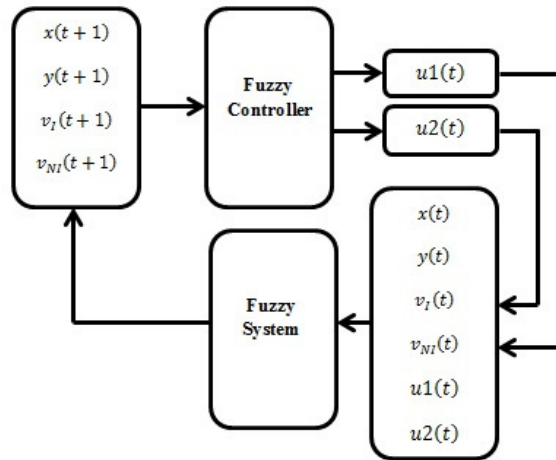 x(t+1)
y(t+1)
v_I(t+1)
v_NI(t+1)
Fuzzy
Controller
u1(t)
u2(t)
x(t)
y(t)
v_I(t)
v_NI(t)
u1(t)
u2(t)
Fuzzy
System